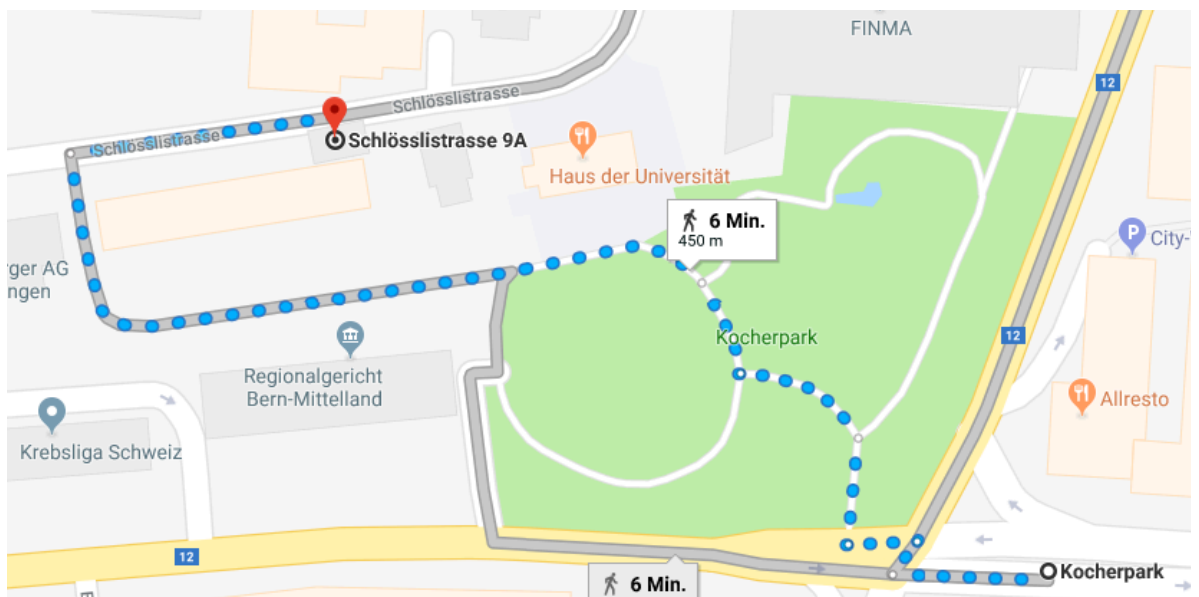 FINMA
12
Schlösslistrasse
Schlösslistrasse
Schlösslistrasse 9A
Haus der Universität
6 Min.
450 m
City-
rger AG
ngen
Kocherpark
12
Regionalgericht
Bern-Mittelland
Allresto
Krebsliga Schweiz
12
Kocherpark
6 Min.